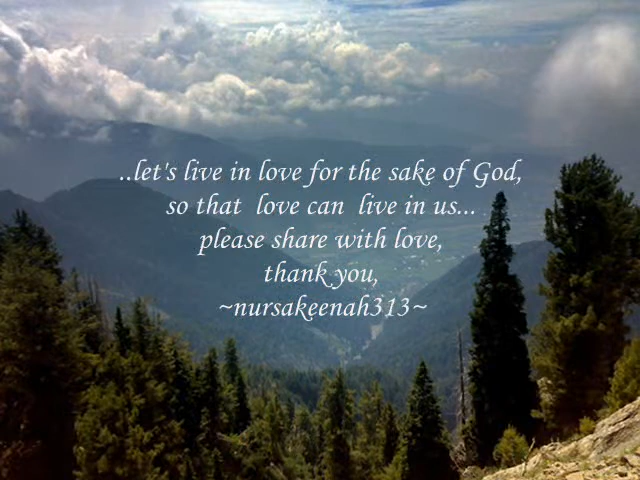 ..let's live in love for the sake of God,
so that love can live in us...
please share with love,
thank you,
~nursakeenah313~